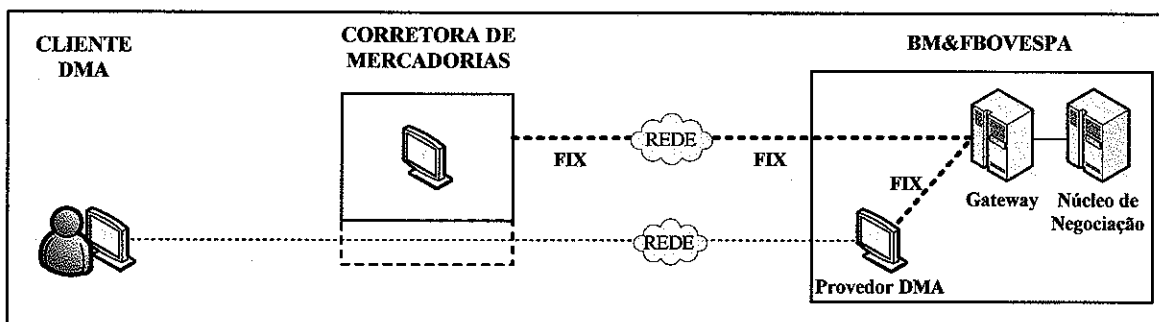 CLIENTE
DMA
CORRETORA DE
MERCADORIAS
BM&FBOVESPA
REDE
FIX
FIX
FIX
Gateway
Núcleo de
Negociação
REDE
Provedor DMA